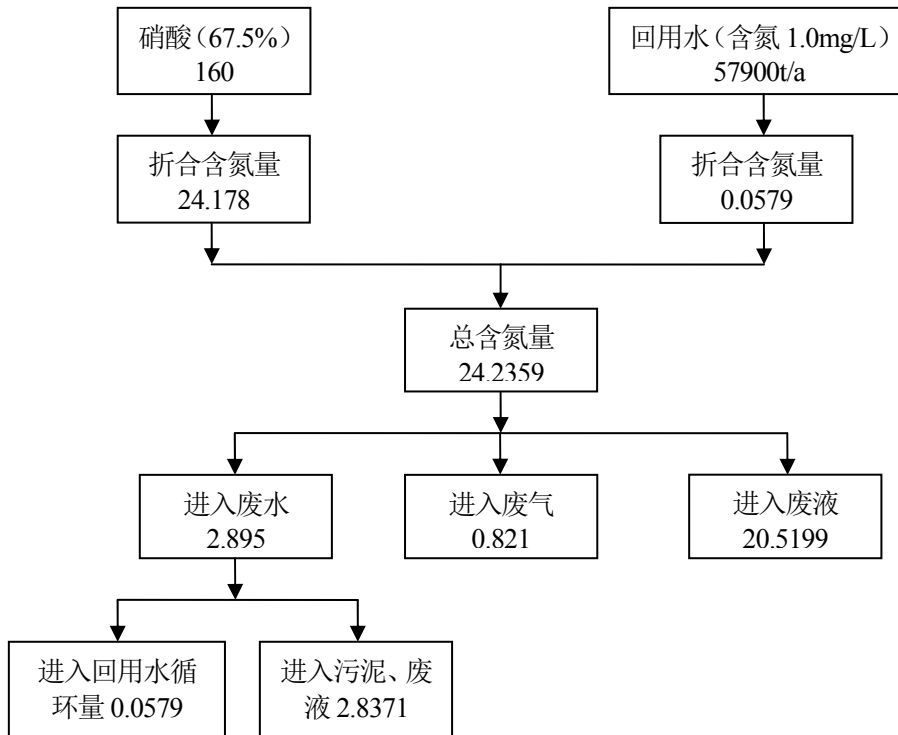 硝酸（67.5%）
160
回用水（含氮 1.0mg/L）
57900t/a
折合含氮量
24.178
折合含氮量
0.0579
总含氮量
24.2359
进入废水
2.895
进入废气
0.821
进入废液
20.5199
进入回用水循
环量 0.0579
进入污泥、废
液 2.8371